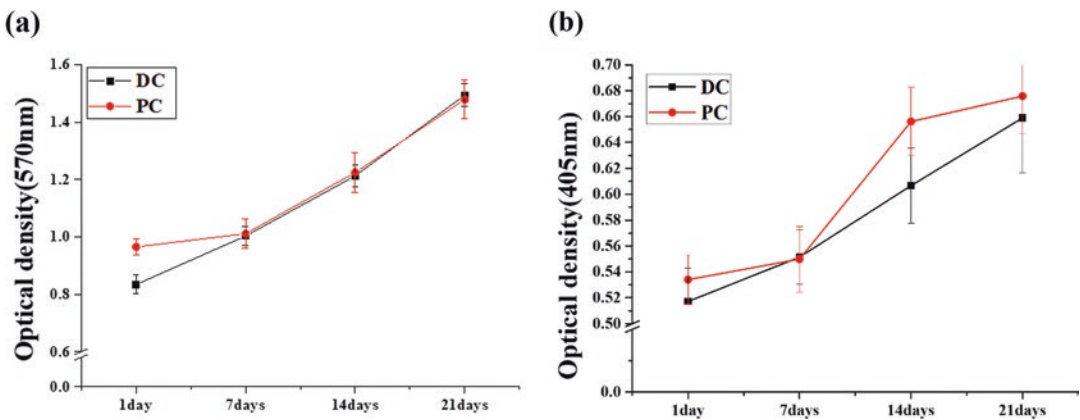 (a)
Optical density(570nm)
1.6
1.4
1.2
1.0
0.8
0.6
0.0
DC
PC
1day 7days 14days 21days
(b)
Optical density(405nm)
0.70
0.68
0.66
0.64
0.62
0.60
0.58
0.56
0.54
0.52
0.50
0.0
DC
PC
1day 7days 14days 21days